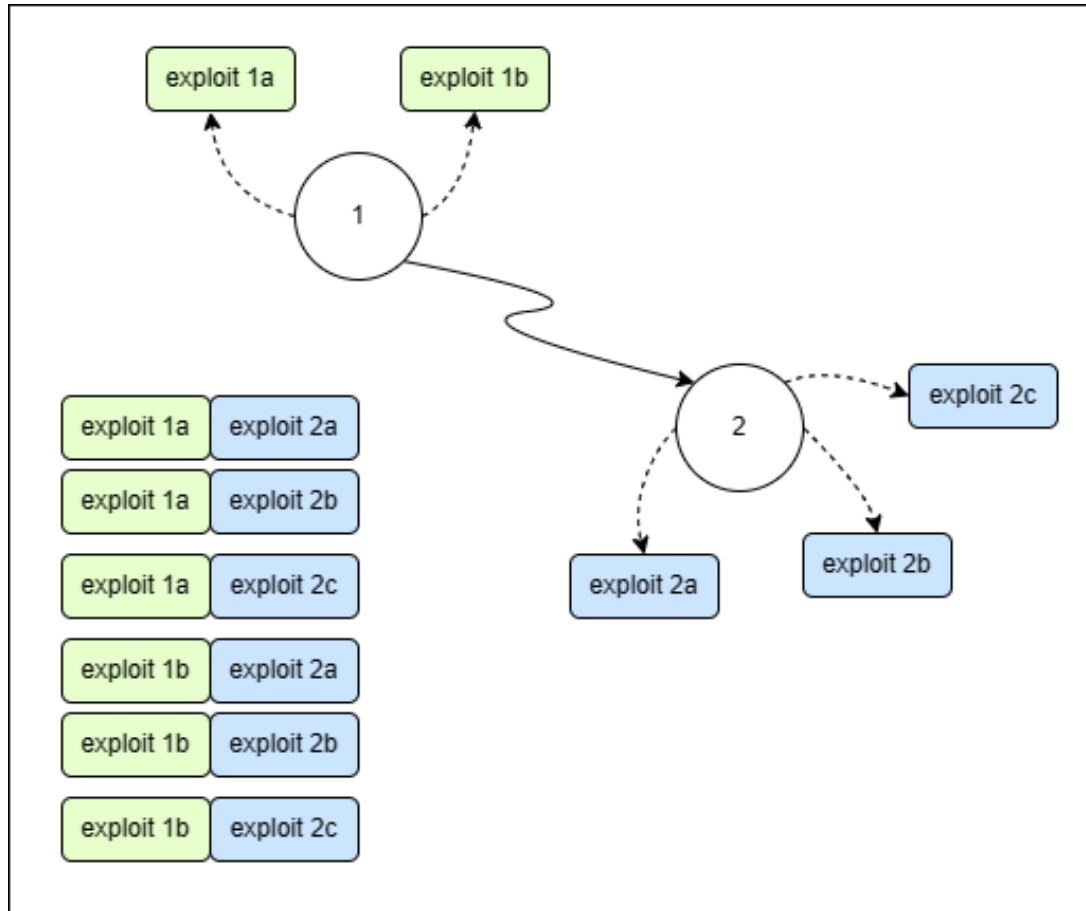 exploit 1a
exploit 1b
1
2
exploit 2c
exploit 2a
exploit 2b
exploit 1a exploit 2a
exploit 1a exploit 2b
exploit 1a exploit 2c
exploit 1b exploit 2a
exploit 1b exploit 2b
exploit 1b exploit 2c